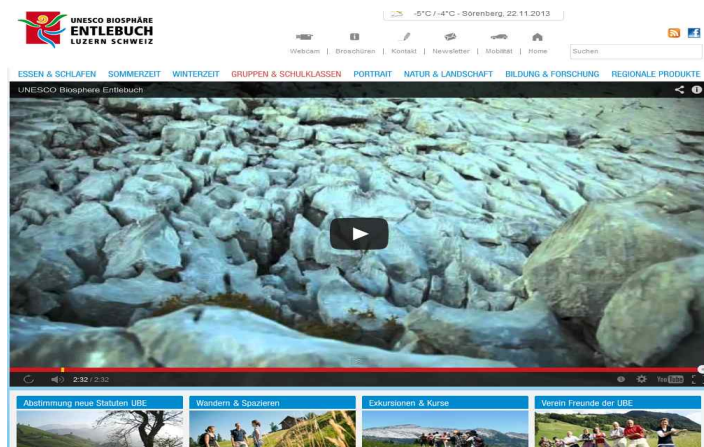 -5°C / -4°C - Sörenberg, 22.11.2013
UNESCO BIOSPHÄRE
ENTLEBUCH
LUZERN SCHWEIZ
Webcam | Broschüren | Kontakt | Newsletter | Mobilität | Home
Suchen
ESSEN & SCHLAFEN SOMMERZEIT WINTERZEIT GRUPPEN & SCHULKLASSEN PORTRAIT NATUR & LANDSCHAFT BILDUNG & FORSCHUNG REGIONALE PRODUKTE
UNESCO Biosphere Entlebuch
2:32 / 2:32 YouTube
Abstimmung neue Statuten UBE Wandern & Spazieren Exkursionen & Kurse Verein Freunde der UBE